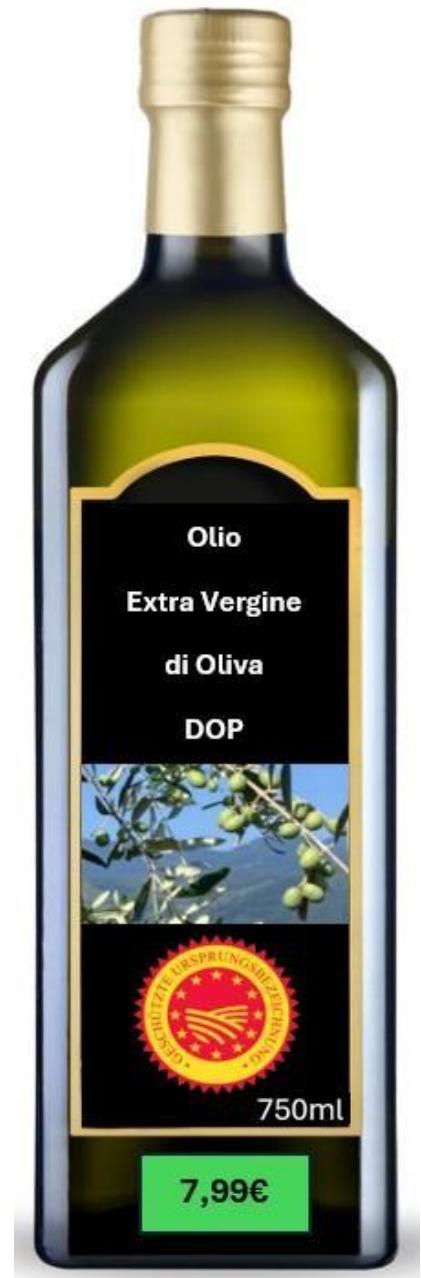 Olio
Extra Vergine
di Oliva
DOP
GESCHÜTZTE URSPRUNGSBEZEICHNUNG
750ml
7,99€